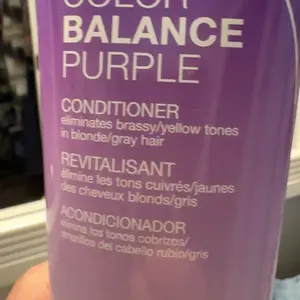 COLOR
BALANCE
PURPLE
CONDITIONER
eliminates brassy/yellow tones
in blonde/gray hair
REVITALISANT
élimine les tons cuivrés/jaunes
des cheveux blonds/gris
ACONDICIONADOR
elimina los tonos cobrizos/
amarillos del cabello rubio/gris